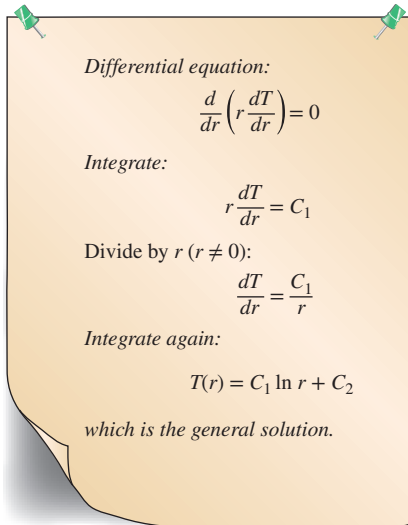 Differential equation:
d/dr (r dT/dr) = 0
Integrate:
r dT/dr = C₁
Divide by r (r ≠ 0):
dT/dr = C₁/r
Integrate again:
T(r) = C₁ ln r + C₂
which is the general solution.